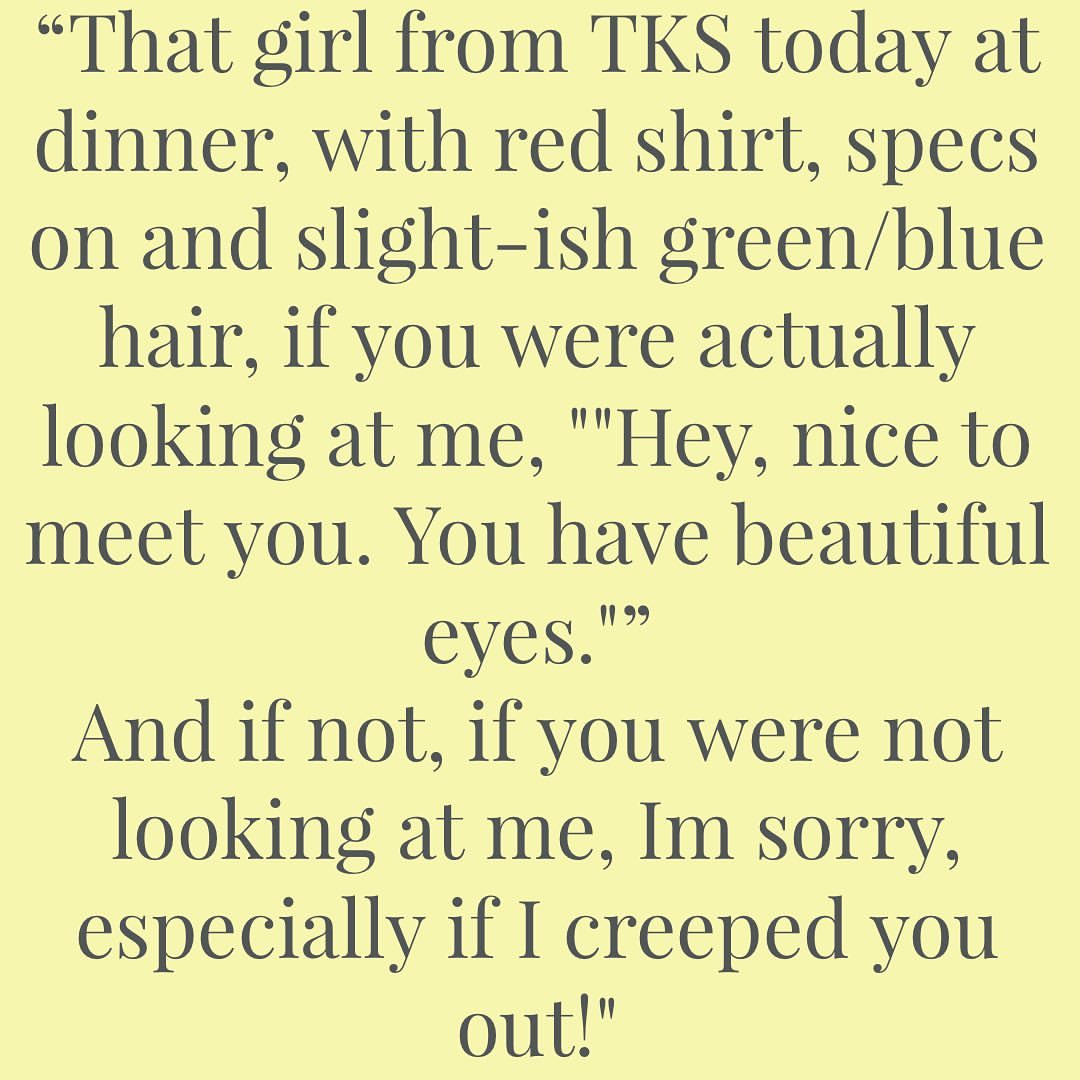 “That girl from TKS today at
dinner, with red shirt, specs
on and slight-ish green/blue
hair, if you were actually
looking at me, ""Hey, nice to
meet you. You have beautiful
eyes."”
And if not, if you were not
looking at me, Im sorry,
especially if I creeped you
out!"